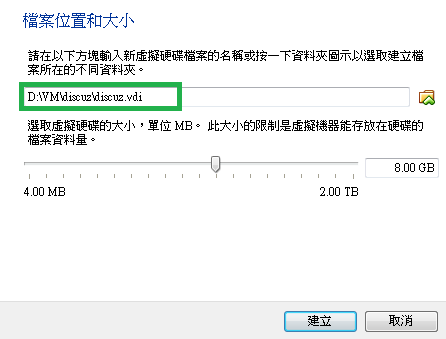 檔案位置和大小
請在以下方塊輸入新虛擬硬碟檔案的名稱或按一下資料夾圖示以選取建立檔
案所在的不同資料夾。
D:\VM\discuz\discuz.vdi
選取虛擬硬碟的大小，單位 MB。 此大小的限制是虛擬機器能存放在硬碟的
檔案資料量。
8.00 GB
4.00 MB 2.00 TB
建立 取消